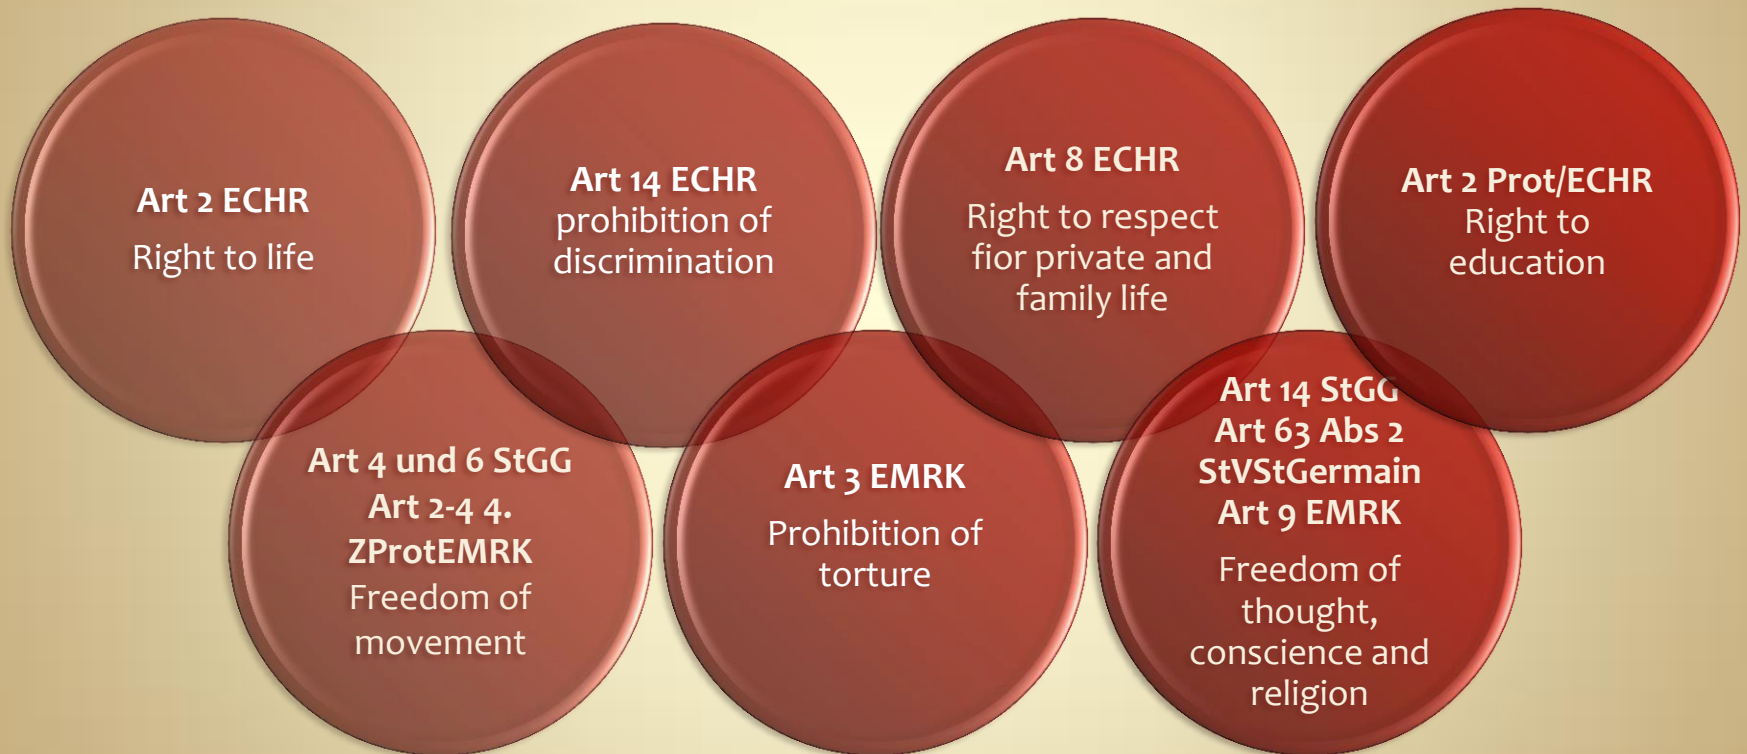 Art 2 ECHR
Right to life
Art 14 ECHR
prohibition of
discrimination
Art 8 ECHR
Right to respect
fior private and
family life
Art 2 Prot/ECHR
Right to
education
Art 4 und 6 StGG
Art 2-4 4.
ZProtEMRK
Freedom of
movement
Art 3 EMRK
Prohibition of
torture
Art 14 StGG
Art 63 Abs 2
StVStGermain
Art 9 EMRK
Freedom of
thought,
conscience and
religion